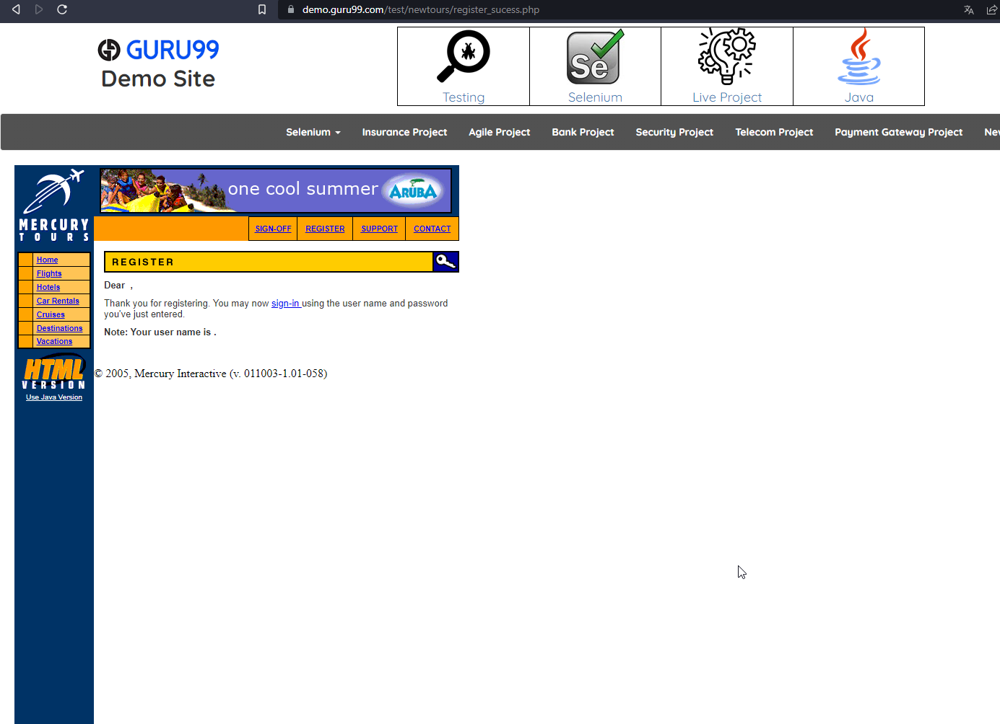 demo.guru99.com/test/newtours/register_sucess.php
GURU99
Demo Site
Testing
Se
Selenium
Live Project
Java
Selenium
Insurance Project
Agile Project
Bank Project
Security Project
Telecom Project
Payment Gateway Project
Nev
MERCURY
TOURS
one cool summer
ARUBA
SIGN-OFF
REGISTER
SUPPORT
CONTACT
Home
Flights
Hotels
Car Rentals
Cruises
Destinations
Vacations
HTML
VERSION
Use Java Version
REGISTER
Dear ,
Thank you for registering. You may now sign-in using the user name and password
you've just entered.
Note: Your user name is .
© 2005, Mercury Interactive (v. 011003-1.01-058)